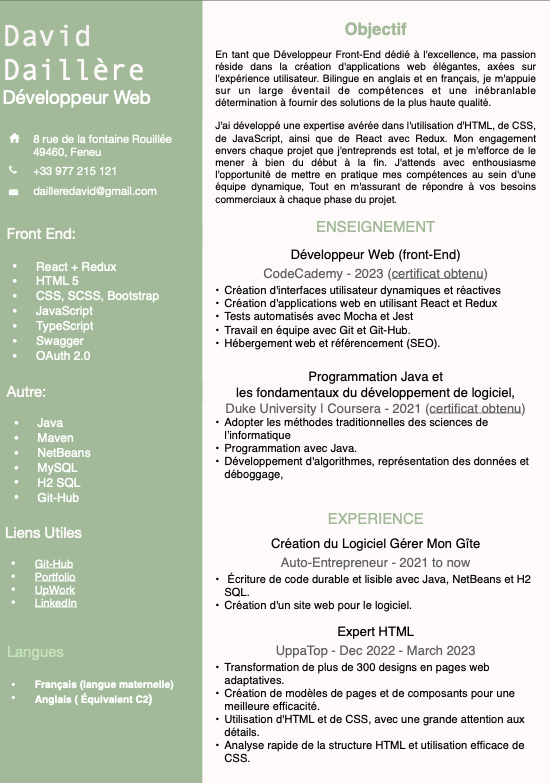 David
Daillère
Développeur Web
8 rue de la fontaine Rouillée
49460, Feneu
+33 977 215 121
dailleredavid@gmail.com
Front End:
• React + Redux
• HTML 5
• CSS, SCSS, Bootstrap
• JavaScript
• TypeScript
• Swagger
• OAuth 2.0
Autre:
• Java
• Maven
• NetBeans
• MySQL
• H2 SQL
• Git-Hub
Liens Utiles
• Git-Hub
• Portfolio
• UpWork
• LinkedIn
Langues
• Français (langue maternelle)
• Anglais ( Équivalent C2)
Objectif
En tant que Développeur Front-End dédié à l'excellence, ma passion
réside dans la création d'applications web élégantes, axées sur
l'expérience utilisateur. Bilingue en anglais et en français, je m'appuie
sur un large éventail de compétences et une inébranlable
détermination à fournir des solutions de la plus haute qualité.
J'ai développé une expertise avérée dans l'utilisation d'HTML, de CSS,
de JavaScript, ainsi que de React avec Redux. Mon engagement
envers chaque projet que j'entreprends est total, et je m'efforce de le
mener à bien du début à la fin. J'attends avec enthousiasme
l'opportunité de mettre en pratique mes compétences au sein d'une
équipe dynamique, Tout en m'assurant de répondre à vos besoins
commerciaux à chaque phase du projet.
ENSEIGNEMENT
Développeur Web (front-End)
CodeCademy - 2023 (certificat obtenu)
• Création d'interfaces utilisateur dynamiques et réactives
• Création d'applications web en utilisant React et Redux
• Tests automatisés avec Mocha et Jest
• Travail en équipe avec Git et Git-Hub.
• Hébergement web et référencement (SEO).
Programmation Java et
les fondamentaux du développement de logiciel,
Duke University | Coursera - 2021 (certificat obtenu)
• Adopter les méthodes traditionnelles des sciences de
l'informatique
• Programmation avec Java.
• Développement d'algorithmes, représentation des données et
déboggage,
EXPERIENCE
Création du Logiciel Gérer Mon Gîte
Auto-Entrepreneur - 2021 to now
• Écriture de code durable et lisible avec Java, NetBeans et H2
SQL.
• Création d'un site web pour le logiciel.
Expert HTML
UppaTop - Dec 2022 - March 2023
• Transformation de plus de 300 designs en pages web
adaptatives.
• Création de modèles de pages et de composants pour une
meilleure efficacité.
• Utilisation d'HTML et de CSS, avec une grande attention aux
détails.
• Analyse rapide de la structure HTML et utilisation efficace de
CSS.